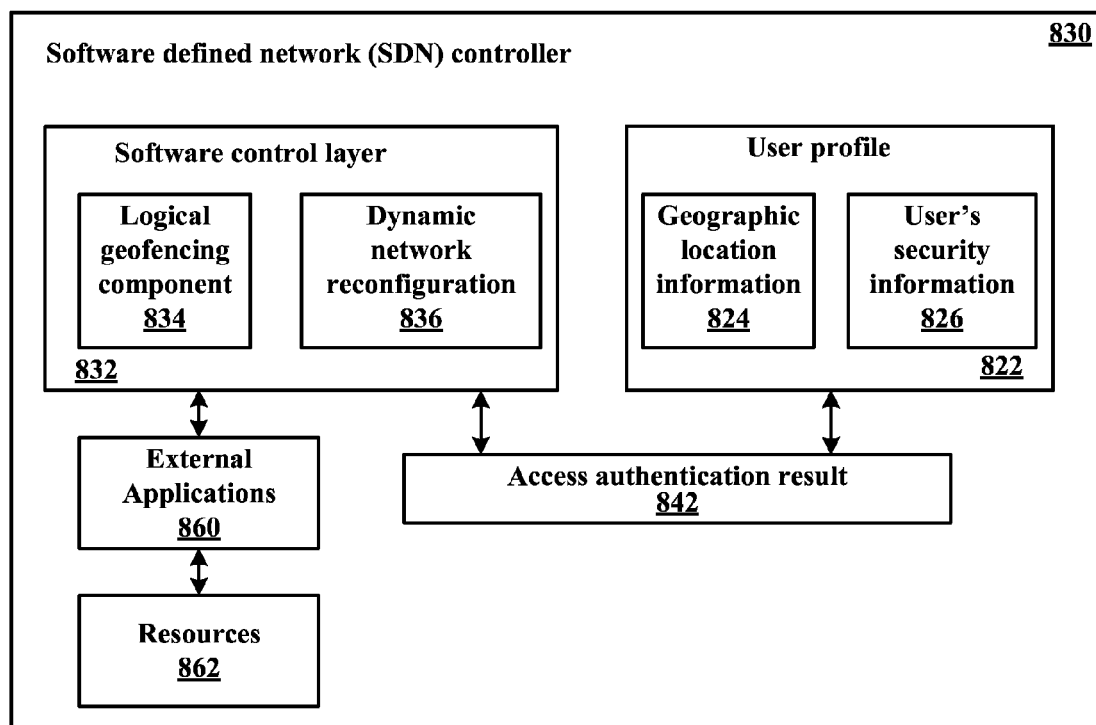 830
Software defined network (SDN) controller
Software control layer
Logical
geofencing
component
834
Dynamic
network
reconfiguration
836
832
User profile
Geographic
location
information
824
User's
security
information
826
822
External
Applications
860
Access authentication result
842
Resources
862